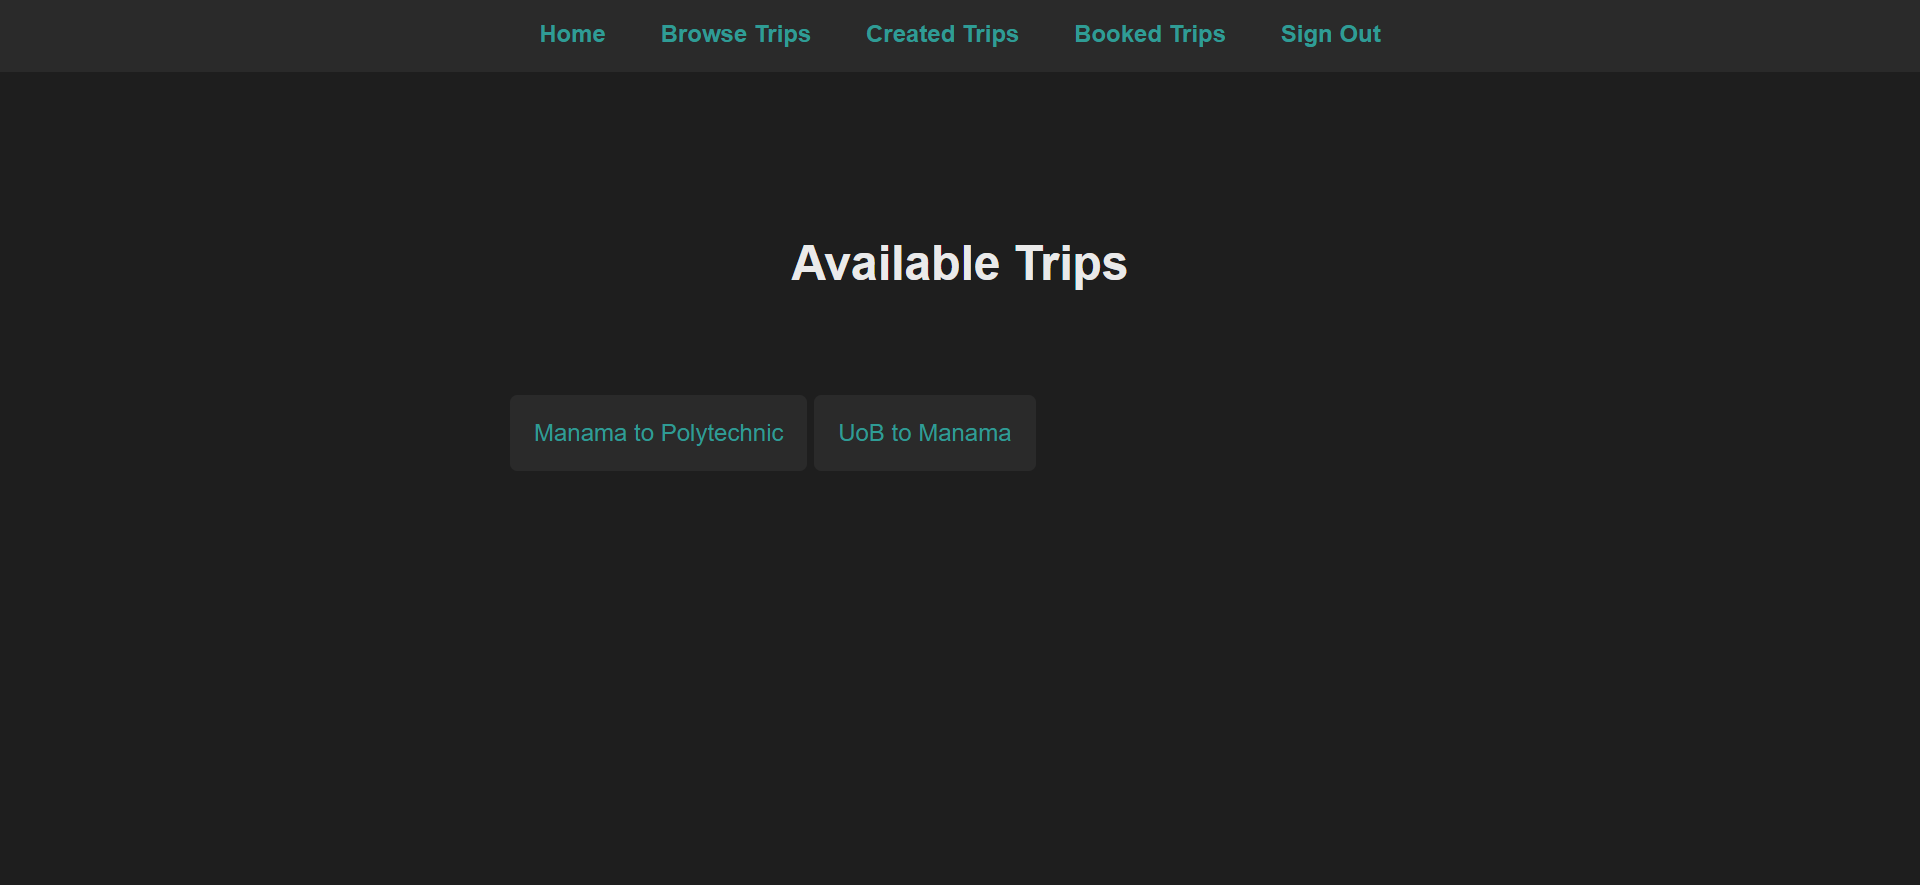 Home Browse Trips Created Trips Booked Trips Sign Out
Available Trips
Manama to Polytechnic UoB to Manama